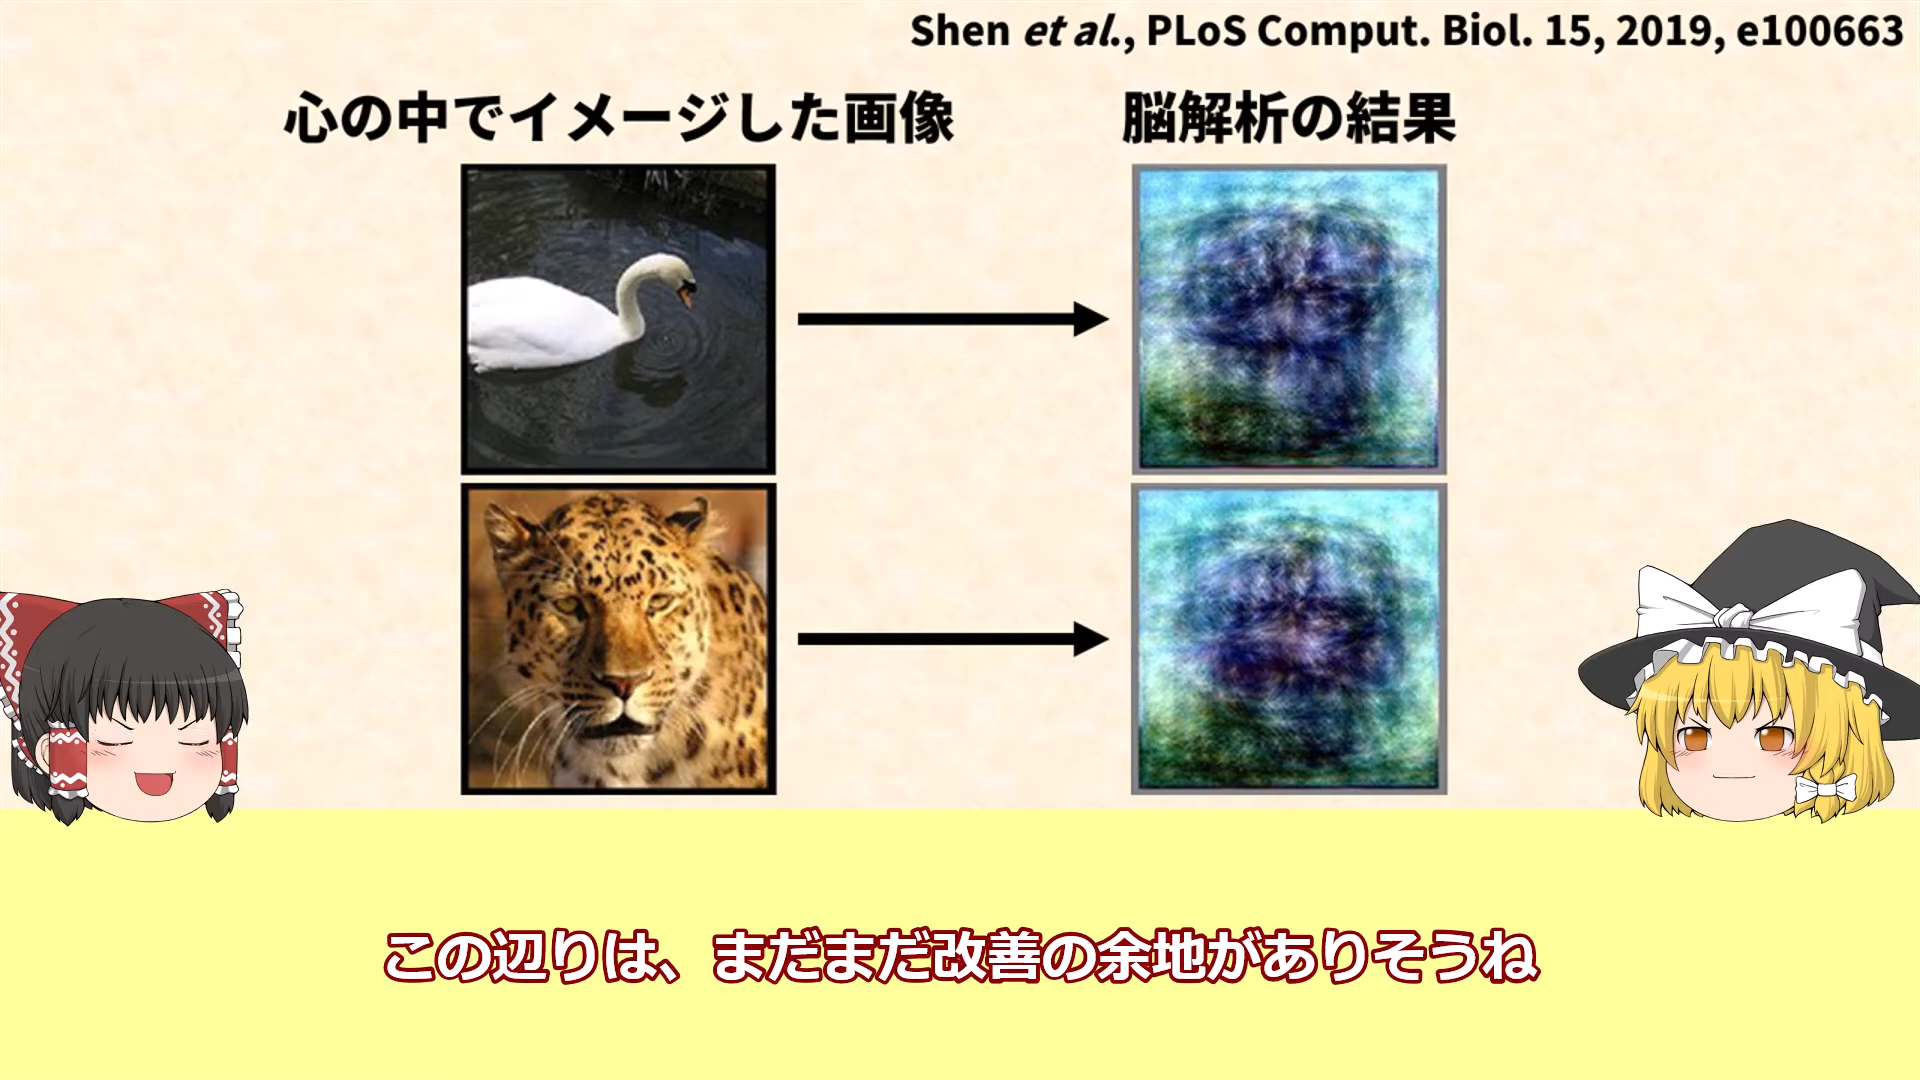 Shen et al., PLoS Comput. Biol. 15, 2019, e100663
心の中でイメージした画像
脳解析の結果
この辺りは、まだまだ改善の余地がありそうね